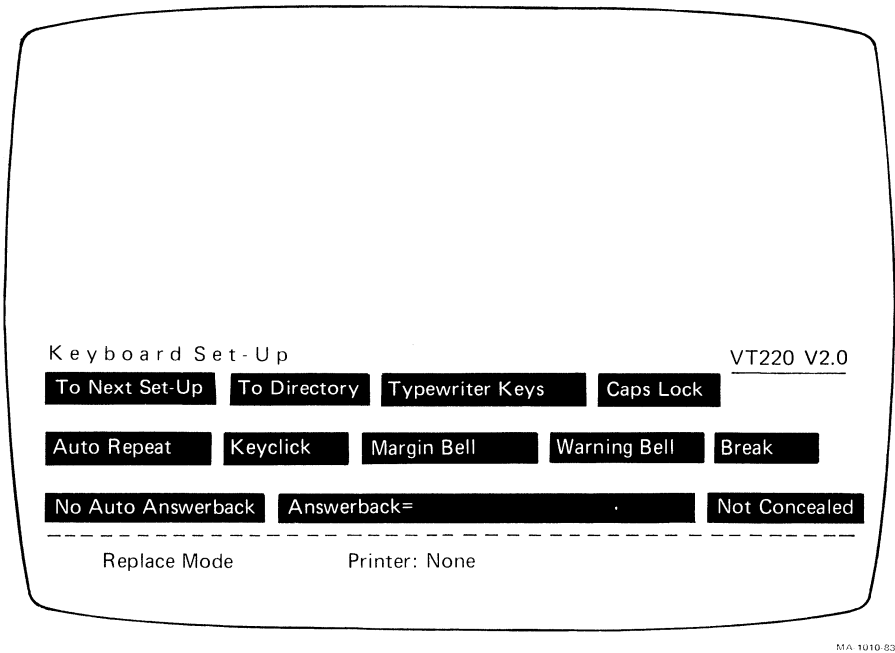 Keyboard Set-Up VT220 V2.0
To Next Set-Up To Directory Typewriter Keys Caps Lock
Auto Repeat Keyclick Margin Bell Warning Bell Break
No Auto Answerback Answerback= Not Concealed
Replace Mode Printer: None
MA-1010-83